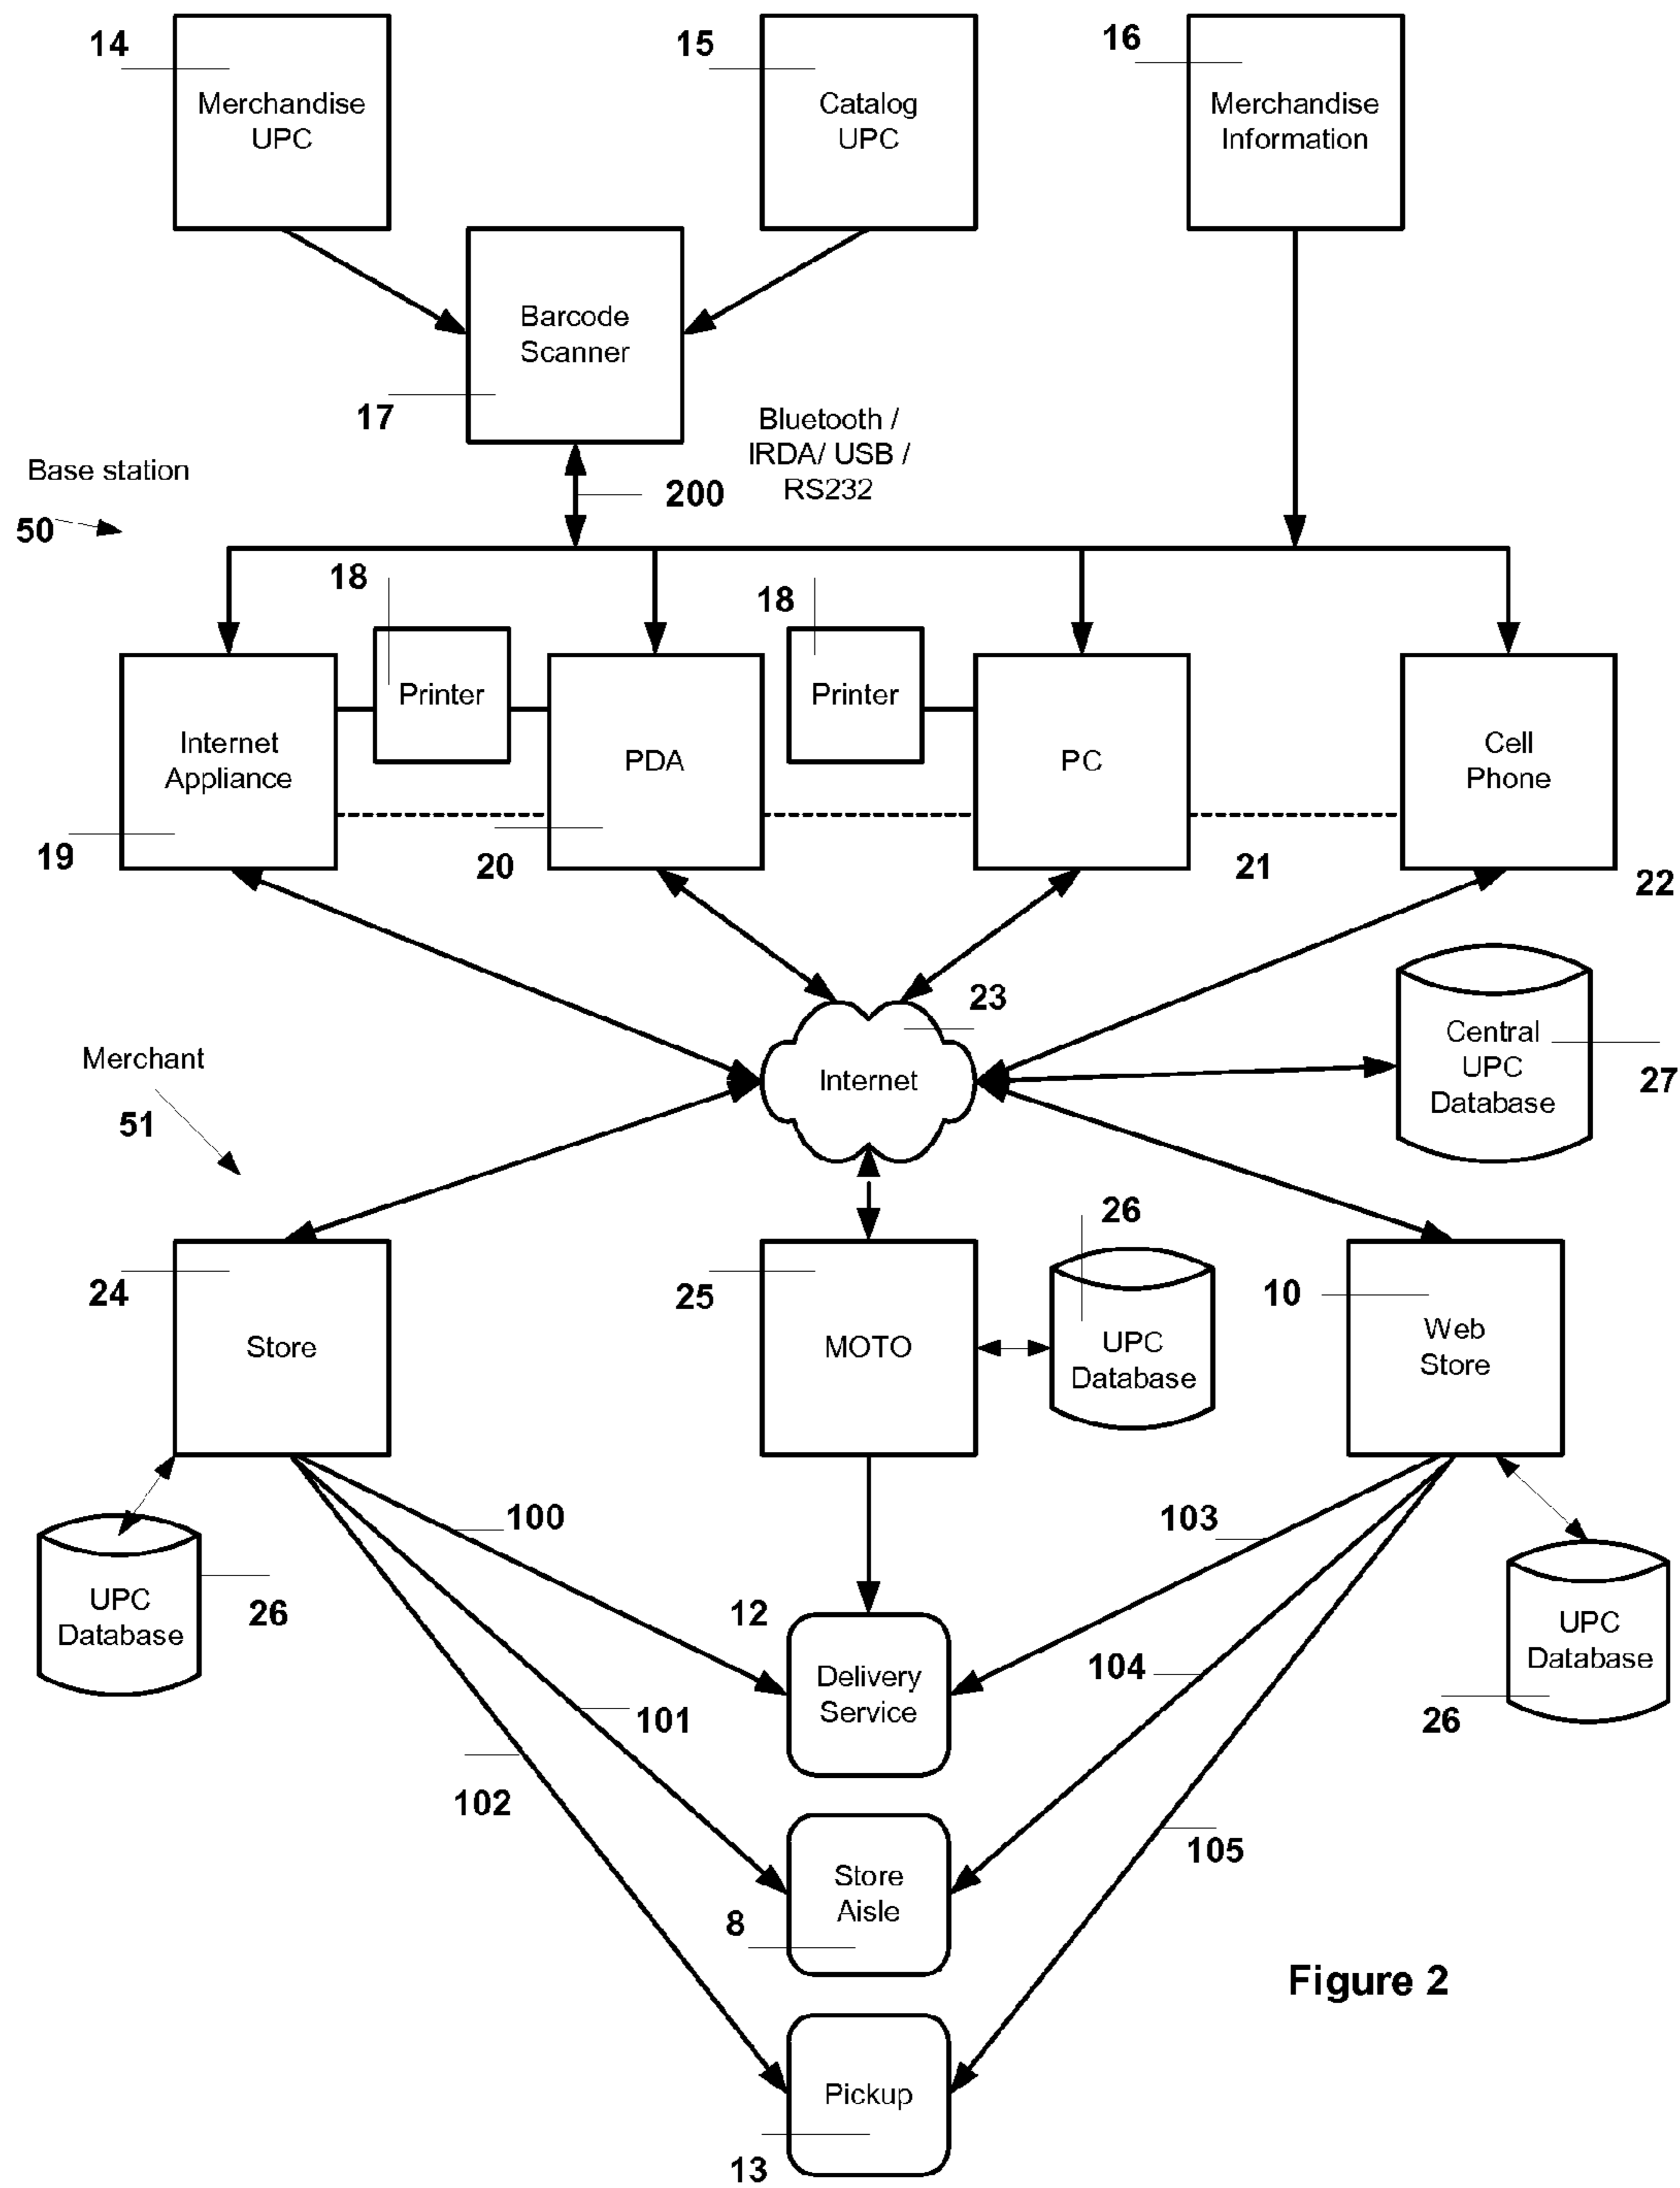 14
15
16
Merchandise
UPC
Catalog
UPC
Merchandise
Information
Barcode
Scanner
17
Bluetooth /
IRDA/ USB /
RS232
200
Base station
50
18
18
Printer
Printer
Internet
Appliance
PDA
PC
Cell
Phone
19
20
21
22
23
Internet
Central
UPC
Database
27
Merchant
51
26
24
25
10
Store
MOTO
UPC
Database
Web
Store
100
103
UPC
Database
26
12
Delivery
Service
104
UPC
Database
26
101
102
105
Store
Aisle
8
Figure 2
Pickup
13